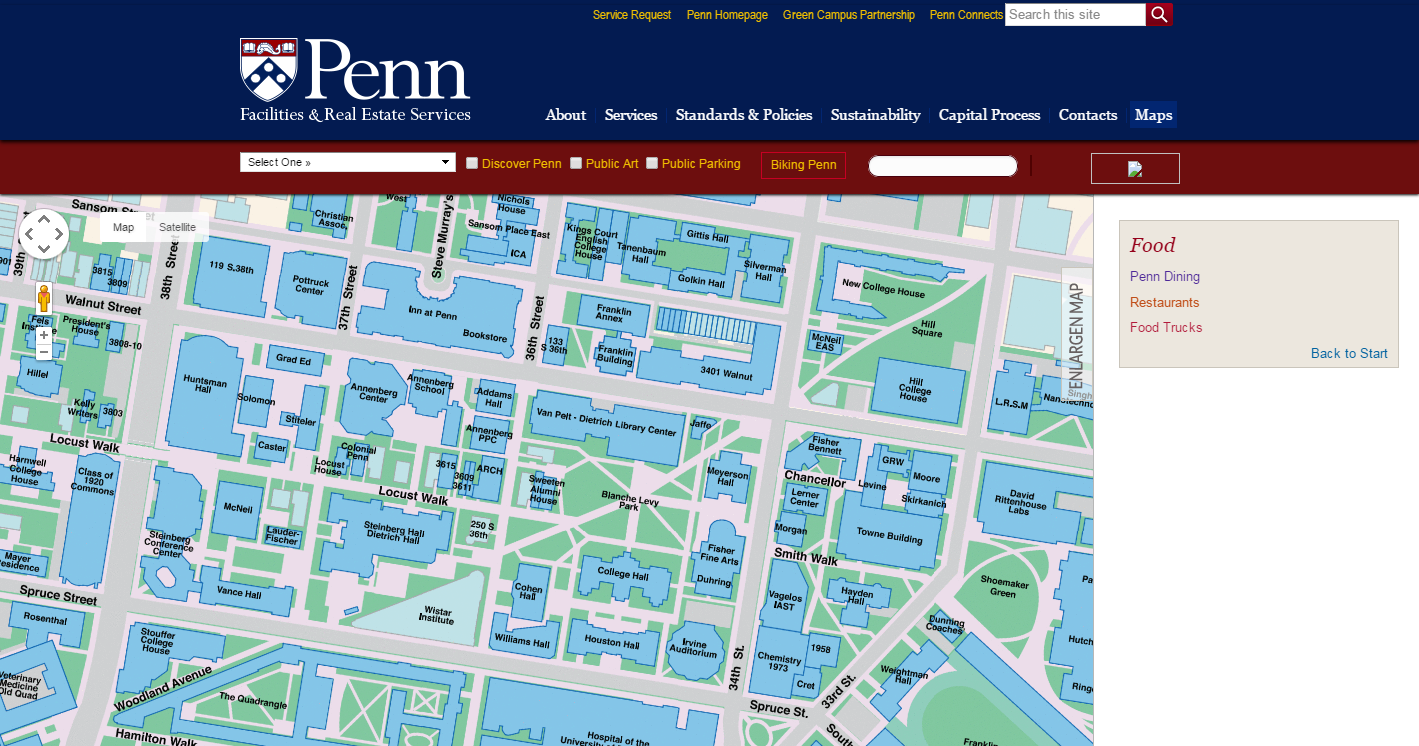 Service Request Penn Homepage Green Campus Partnership Penn Connects Search this site
Penn
Facilities & Real Estate Services
About Services Standards & Policies Sustainability Capital Process Contacts Maps
Select One » Discover Penn Public Art Public Parking Biking Penn
Map Satellite
ENLARGEN MAP
Food
Penn Dining
Restaurants
Food Trucks
Back to Start
Sansom Street
39th
38th Street
37th Street
36th Street
Steve Murray's
West
Christian
Assoc.
Nichols
House
Sansom Place East
ICA
Kings Court
English
College
House
Gittis Hall
Tanenbaum
Hall
Golkin Hall
Silverman
Hall
New College House
Hill
Square
901
3815
3809
119 S.38th
Pottruck
Center
Inn at Penn
Bookstore
Franklin
Annex
133
S 36th
Franklin
Building
3401 Walnut
McNeil
EAS
Hill
College
House
L.R.S.M
Singh
Walnut Street
Fels
President's
House
3808-10
Hillel
Kelly
Writers
3803
Huntsman
Hall
Grad Ed
Solomon
Stiteler
Caster
Annenberg
Center
Annenberg
School
Addams
Hall
Annenberg
PPC
Van Pelt - Dietrich Library Center
Jaffe
Fisher
Bennett
GRW
Moore
Levine
Skirkanich
Chancellor
Lerner
Center
Morgan
Towne Building
David
Rittenhouse
Labs
Meyerson
Hall
Locust Walk
Harnwell
College
House
Class of
1920
Commons
McNeil
Locust
House
Colonial
Penn
3615
3609
3611
ARCH
Sweeten
Alumni
House
Blanche Levy
Park
Locust Walk
Lauder-
Fischer
Steinberg Hall
Dietrich Hall
250 S
36th
Steinberg
Conference
Center
Mayer
Residence
Vance Hall
Wistar
Institute
Cohen
Hall
College Hall
Fisher
Fine Arts
Duhring
Smith Walk
Vagelos
IAST
Hayden
Hall
Shoemaker
Green
Dunning
Coaches
Spruce Street
Rosenthal
Stouffer
College
House
Williams Hall
Houston Hall
Irvine
Auditorium
34th St.
Chemistry
1973
1958
Cret
33rd St.
Weightman
Hall
Veterinary
Medicine
Old Quad
Woodland Avenue
The Quadrangle
Hamilton Walk
Hospital of the
Spruce St.
South
Franklin